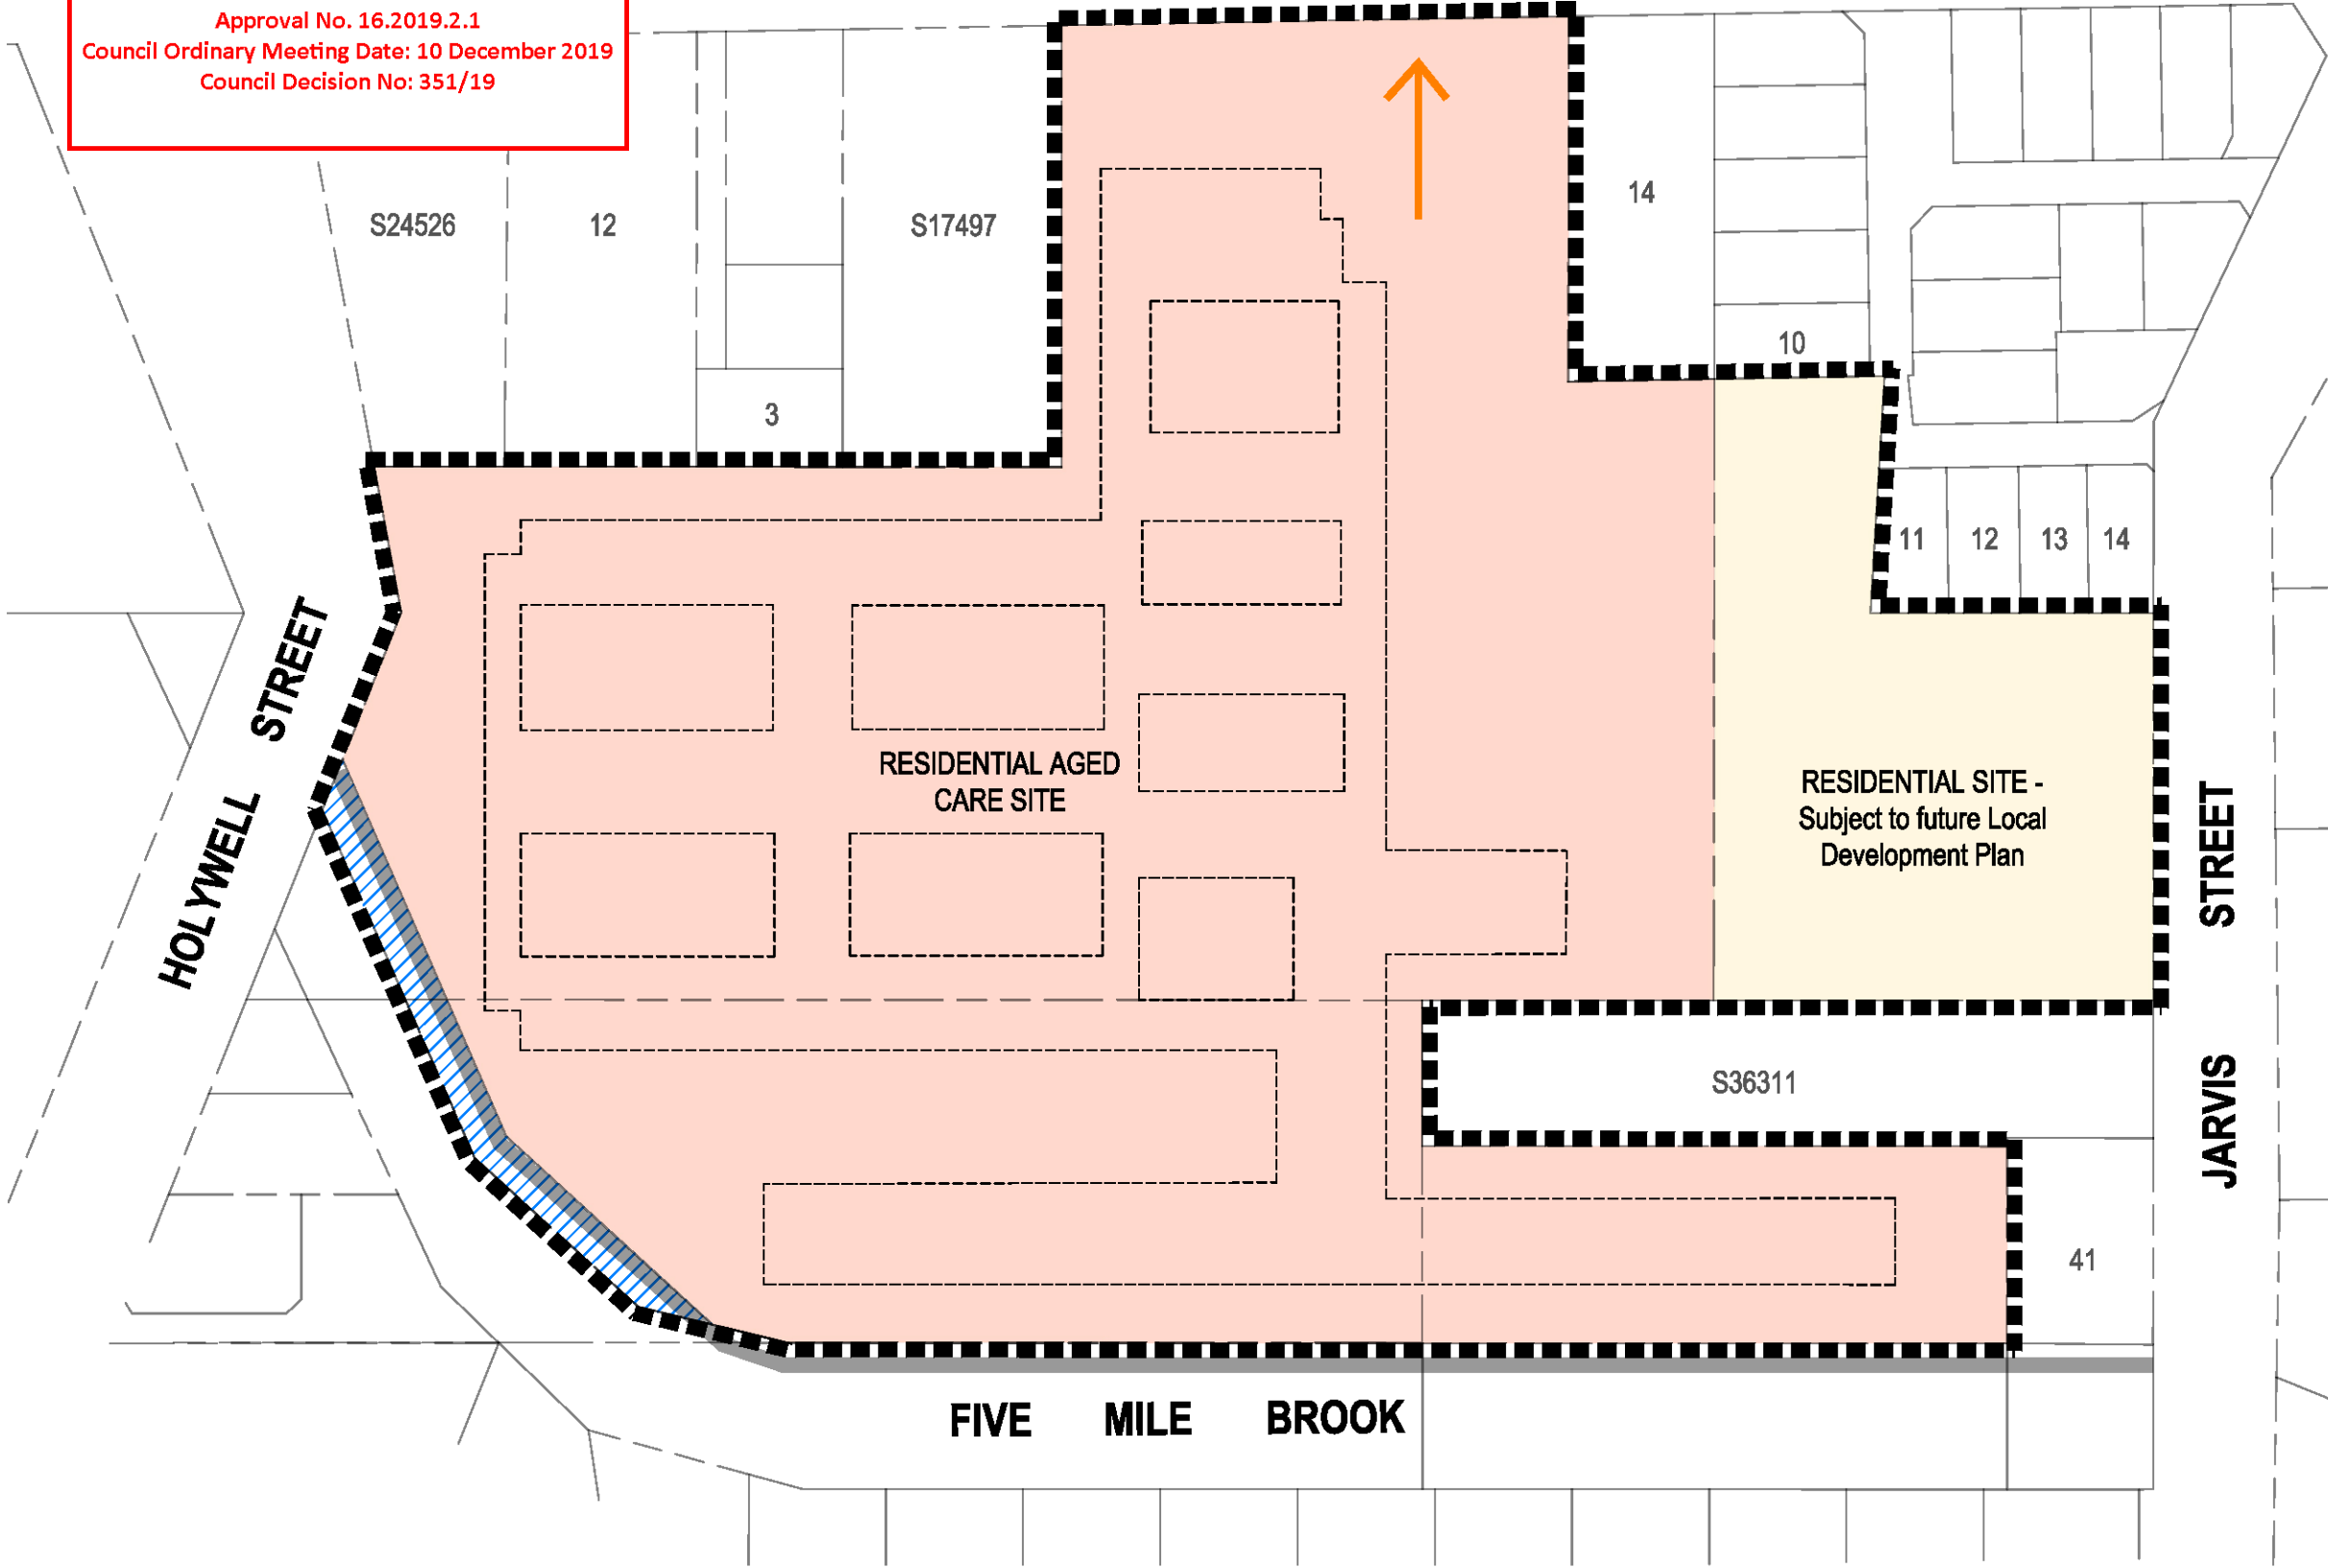 Approval No. 16.2019.2.1
Council Ordinary Meeting Date: 10 December 2019
Council Decision No: 351/19
14
S24526
12
S17497
10
3
11
12
13
14
HOLYWELL STREET
RESIDENTIAL AGED
CARE SITE
RESIDENTIAL SITE -
Subject to future Local
Development Plan
JARVIS STREET
S36311
41
FIVE MILE BROOK